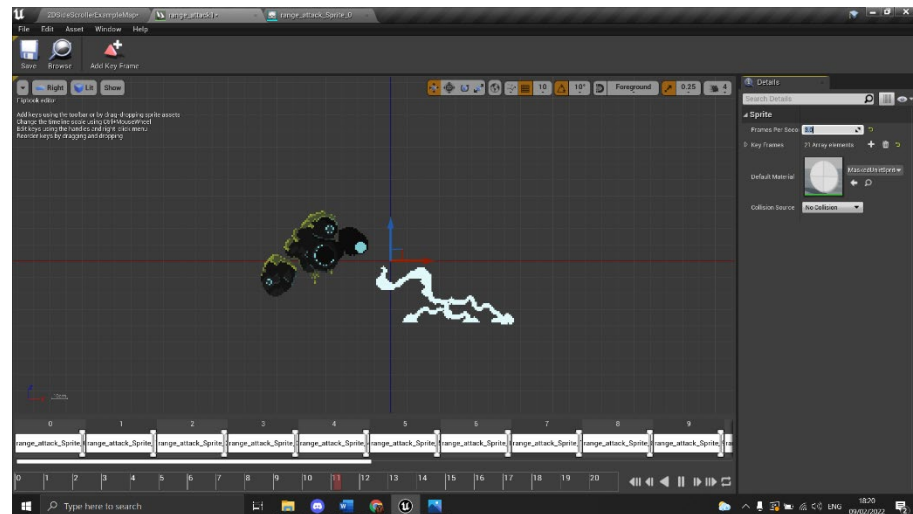 2DSideScrollerExampleMap•
range_attack1•
range_attack_Sprite_0
File Edit Asset Window Help
Save Browse Add Key Frame
Right Lit Show
10 10° Foreground 0.25 4
Flipbook editor
Add keys using the toolbar or by drag-dropping sprite assets
Change the timeline scale using Ctrl+MouseWheel
Edit keys using the handles and right click menu
Reorder keys by dragging and dropping
Details
Search Details
Sprite
Frames Per Seco
Key Frames 21 Array elements
Default Material
MaskedUnlitSprit
Collision Source No Collision
0 1 2 3 4 5 6 7 8 9
range_attack_Sprite_ range_attack_Sprite_ range_attack_Sprite_ range_attack_Sprite_ range_attack_Sprite_ range_attack_Sprite_ range_attack_Sprite_ range_attack_Sprite_ range_attack_Sprite_ range_attack_Sprite_ ra
0 1 2 3 4 5 6 7 8 9 10 11 12 13 14 15 16 17 18 19 20
Type here to search
ENG
18:20
09/02/2022